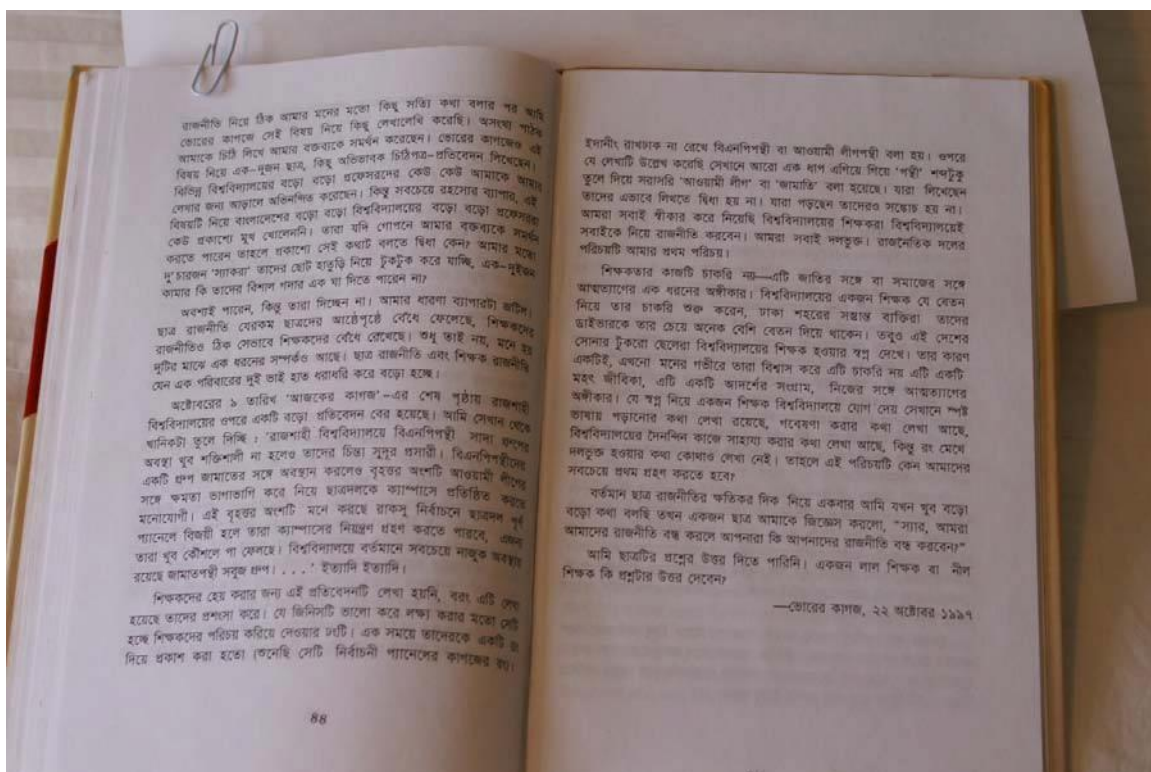 রাজনীতি নিয়ে ঠিক আমার মনের মতো কিছু সত্যি কথা বলার পর আমি
ভোরের কাগজে সেই বিষয় নিয়ে কিছু লেখালেখি করেছি। অসংখ্য পাঠক
আমাকে চিঠি লিখে আমার বক্তব্যকে সমর্থন করেছেন। ভোরের কাগজেও এই
বিষয় নিয়ে এক-দুজন ছাত্র, কিছু অভিভাবক চিঠিপত্র-প্রতিবেদন লিখেছেন।
বিভিন্ন বিশ্ববিদ্যালয়ের বড়ো বড়ো প্রফেসরদের কেউ কেউ আমাকে আমার
লেখার জন্য আড়ালে অভিনন্দিত করেছেন। কিন্তু সবচেয়ে রহস্যের ব্যাপার, এই
বিষয়টি নিয়ে বাংলাদেশের বড়ো বড়ো বিশ্ববিদ্যালয়ের বড়ো বড়ো প্রফেসররা
কেউ প্রকাশ্যে মুখ খোলেননি। তারা যদি গোপনে আমার বক্তব্যকে সমর্থন
করতে পারেন তাহলে প্রকাশ্যে সেই কথাট বলতে দ্বিধা কেন? আমার মতো
দু'চারজন 'স্যাকরা' তাদের ছোট হাতুড়ি নিয়ে টুকটুক করে যাচ্ছি, এক-দুইজন
কামার কি তাদের বিশাল গদার এক ঘা দিতে পারেন না?
অবশ্যই পারেন, কিন্তু তারা দিচ্ছেন না। আমার ধারণা ব্যাপারটা জটিল।
ছাত্র রাজনীতি যেরকম ছাত্রদের আষ্ঠেপৃষ্ঠে বেঁধে ফেলেছে, শিক্ষকদের
রাজনীতিও ঠিক সেভাবে শিক্ষকদের বেঁধে রেখেছে। শুধু তাই নয়, মনে হয়
দুটির মাঝে এক ধরনের সম্পর্কও আছে। ছাত্র রাজনীতি এবং শিক্ষক রাজনীতি
যেন এক পরিবারের দুই ভাই হাত ধরাধরি করে বড়ো হচ্ছে।
অক্টোবরের ৯ তারিখ 'আজকের কাগজ'-এর শেষ পৃষ্ঠায় রাজশাহী
বিশ্ববিদ্যালয়ের ওপরে একটি বড়ো প্রতিবেদন বের হয়েছে। আমি সেখান থেকে
খানিকটা তুলে দিচ্ছি : 'রাজশাহী বিশ্ববিদ্যালয়ে বিএনপিপন্থী সাদা গ্রুপের
অবস্থা খুব শক্তিশালী না হলেও তাদের চিন্তা সুদূর প্রসারী। বিএনপিপন্থীদের
একটি গ্রুপ জামাতের সঙ্গে অবস্থান করলেও বৃহত্তর অংশটি আওয়ামী লীগের
সঙ্গে ক্ষমতা ভাগাভাগি করে নিয়ে ছাত্রদলকে ক্যাম্পাসে প্রতিষ্ঠিত করতে
মনোযোগী। এই বৃহত্তর অংশটি মনে করছে রাকসু নির্বাচনে ছাত্রদল পূর্ণ
প্যানেলে বিজয়ী হলে তারা ক্যাম্পাসের নিয়ন্ত্রণ গ্রহণ করতে পারবে, এজন্য
তারা খুব কৌশলে পা ফেলছে। বিশ্ববিদ্যালয়ে বর্তমানে সবচেয়ে নাজুক অবস্থায়
রয়েছে জামাতপন্থী সবুজ গ্রুপ। . . .' ইত্যাদি ইত্যাদি।
শিক্ষকদের হেয় করার জন্য এই প্রতিবেদনটি লেখা হয়নি, বরং এটি লেখা
হয়েছে তাদের প্রশংসা করে। যে জিনিসটি ভালো করে লক্ষ্য করার মতো সেটি
হচ্ছে শিক্ষকদের পরিচয় করিয়ে দেওয়ার ঢংটি। এক সময়ে তাদেরকে একটি রং
দিয়ে প্রকাশ করা হতো (শুনেছি সেটি নির্বাচনী প্যানেলের কাগজের রং)।
৪৪
ইদানীং রাখঢাক না রেখে বিএনপিপন্থী বা আওয়ামী লীগপন্থী বলা হয়। ওপরে
যে লেখাটি উল্লেখ করেছি সেখানে আরো এক ধাপ এগিয়ে গিয়ে 'পন্থী' শব্দটুকু
তুলে দিয়ে সরাসরি 'আওয়ামী লীগ' বা 'জামাতি' বলা হয়েছে। যারা লিখেছেন
তাদের এভাবে লিখতে দ্বিধা হয় না। যারা পড়ছেন তাদেরও সঙ্কোচ হয় না।
আমরা সবাই স্বীকার করে নিয়েছি বিশ্ববিদ্যালয়ের শিক্ষকরা বিশ্ববিদ্যালয়েই
সবাইকে নিয়ে রাজনীতি করবেন। আমরা সবাই দলভুক্ত। রাজনৈতিক দলের
পরিচয়টি আমার প্রথম পরিচয়।
শিক্ষকতার কাজটি চাকরি নয়—এটি জাতির সঙ্গে বা সমাজের সঙ্গে
আত্মত্যাগের এক ধরনের অঙ্গীকার। বিশ্ববিদ্যালয়ের একজন শিক্ষক যে বেতন
নিয়ে তার চাকরি শুরু করেন, ঢাকা শহরের সম্ভ্রান্ত ব্যক্তিরা তাদের
ড্রাইভারকে তার চেয়ে অনেক বেশি বেতন দিয়ে থাকেন। তবুও এই দেশের
সোনার টুকরো ছেলেরা বিশ্ববিদ্যালয়ের শিক্ষক হওয়ার স্বপ্ন দেখে। তার কারণ
একটিই, এখনো মনের গভীরে তারা বিশ্বাস করে এটি চাকরি নয় এটি একটি
মহৎ জীবিকা, এটি একটি আদর্শের সংগ্রাম, নিজের সঙ্গে আত্মত্যাগের
অঙ্গীকার। যে স্বপ্ন নিয়ে একজন শিক্ষক বিশ্ববিদ্যালয়ে যোগ দেয় সেখানে স্পষ্ট
ভাষায় পড়ানোর কথা লেখা রয়েছে, গবেষণা করার কথা লেখা আছে,
বিশ্ববিদ্যালয়ের দৈনন্দিন কাজে সাহায্য করার কথা লেখা আছে, কিন্তু রং মেখে
দলভুক্ত হওয়ার কথা কোথাও লেখা নেই। তাহলে এই পরিচয়টি কেন আমাদের
সবচেয়ে প্রথম গ্রহণ করতে হবে?
বর্তমান ছাত্র রাজনীতির ক্ষতিকর দিক নিয়ে একবার আমি যখন খুব বড়ো
বড়ো কথা বলছি তখন একজন ছাত্র আমাকে জিজ্ঞেস করলো, "স্যার, আমরা
আমাদের রাজনীতি বন্ধ করলে আপনারা কি আপনাদের রাজনীতি বন্ধ করবেন?"
আমি ছাত্রটির প্রশ্নের উত্তর দিতে পারিনি। একজন লাল শিক্ষক বা নীল
শিক্ষক কি প্রশ্নটার উত্তর দেবেন?
—ভোরের কাগজ, ২২ অক্টোবর ১৯৯৭